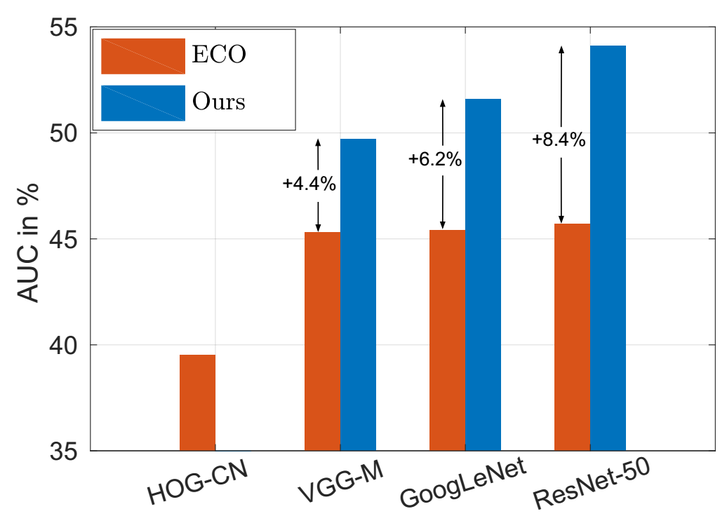 55
50
45
40
35
AUC in %
ECO
Ours
+4.4%
+6.2%
+8.4%
HOG-CN
VGG-M
GoogLeNet
ResNet-50